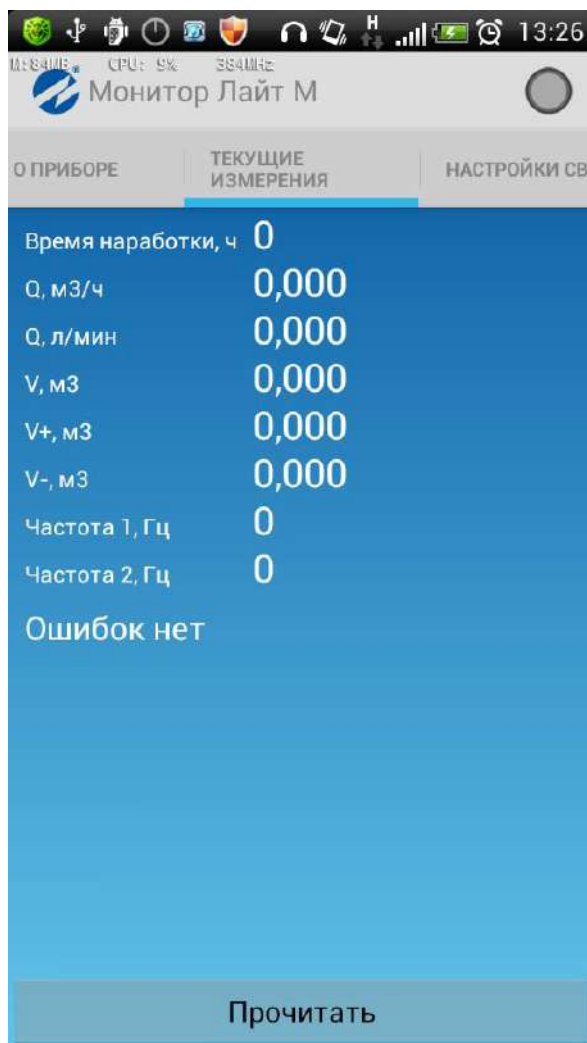 13:26
M: 84MB CPU: 9% 384MHz
Монитор Лайт М
О ПРИБОРЕ
ТЕКУЩИЕ
ИЗМЕРЕНИЯ
НАСТРОЙКИ СВ
Время наработки, ч 0
Q, м3/ч 0,000
Q, л/мин 0,000
V, м3 0,000
V+, м3 0,000
V-, м3 0,000
Частота 1, Гц 0
Частота 2, Гц 0
Ошибок нет
Прочитать